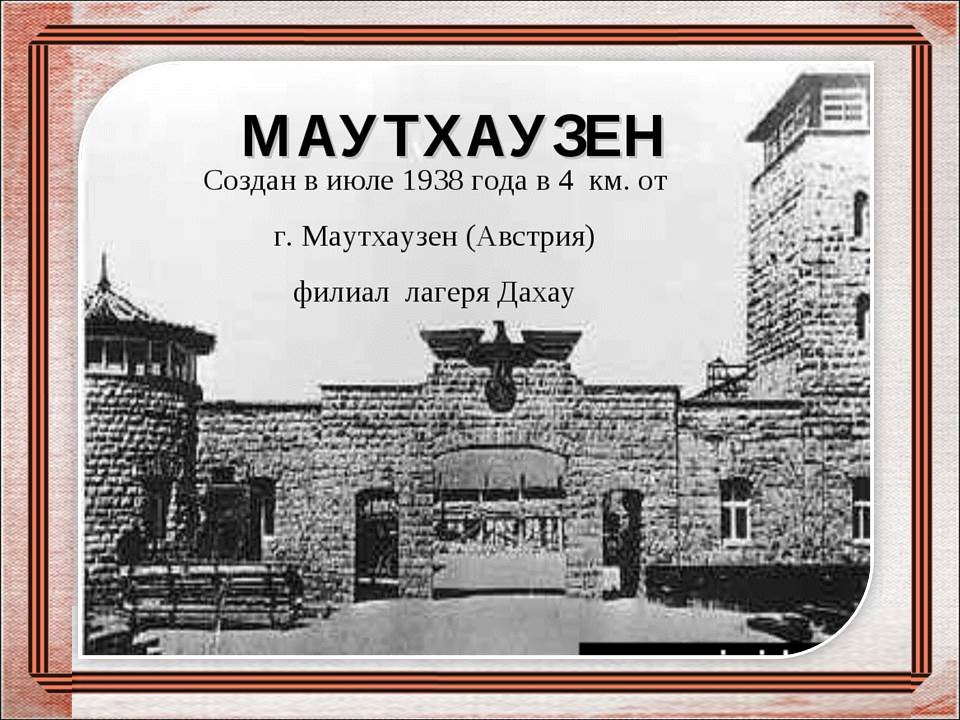 МАУТХАУЗЕН
Создан в июле 1938 года в 4 км. от
г. Маутхаузен (Австрия)
филиал лагеря Дахау